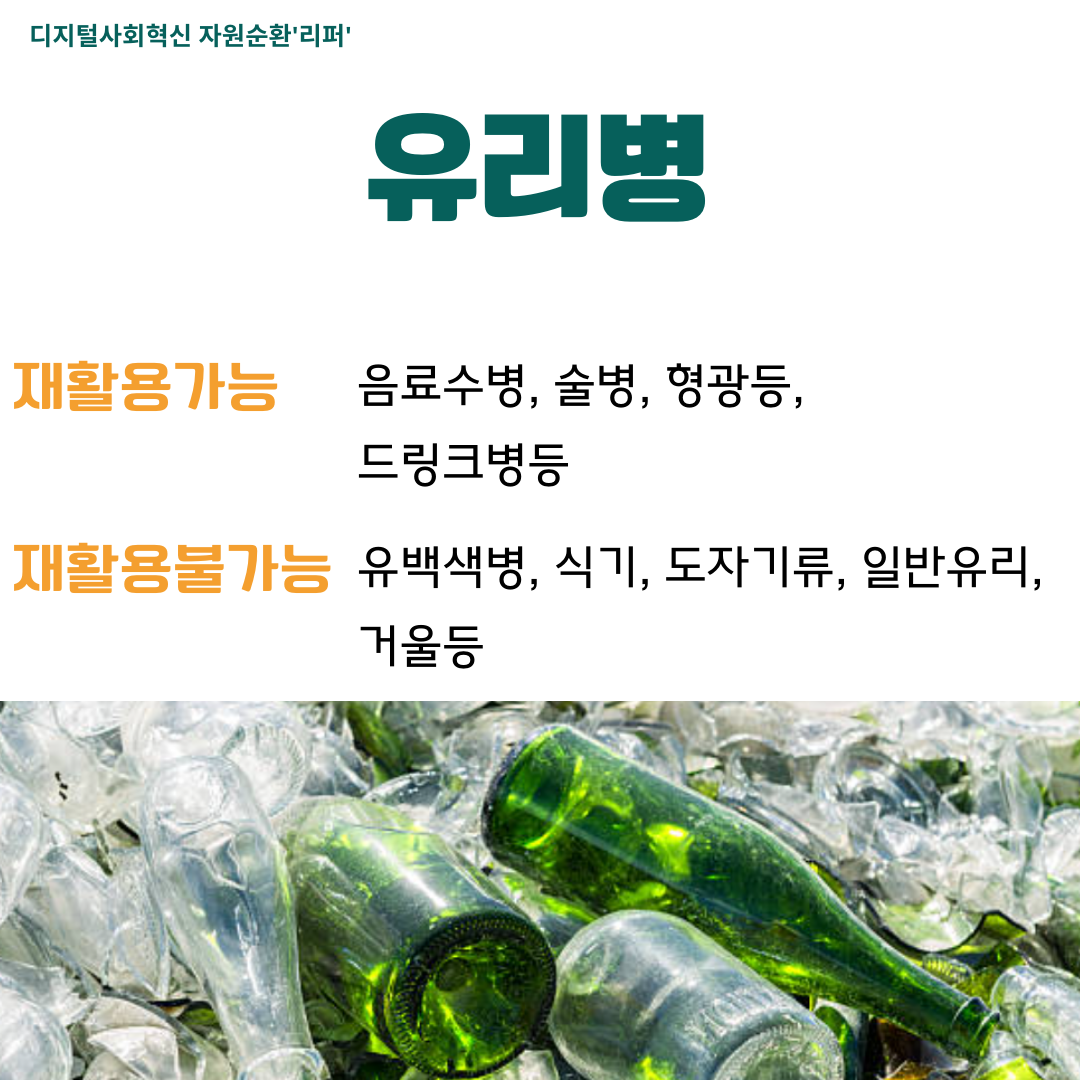 디지털사회혁신 자원순환'리퍼'
유리병
재활용가능 음료수병, 술병, 형광등,
드링크병등
재활용불가능 유백색병, 식기, 도자기류, 일반유리,
거울등